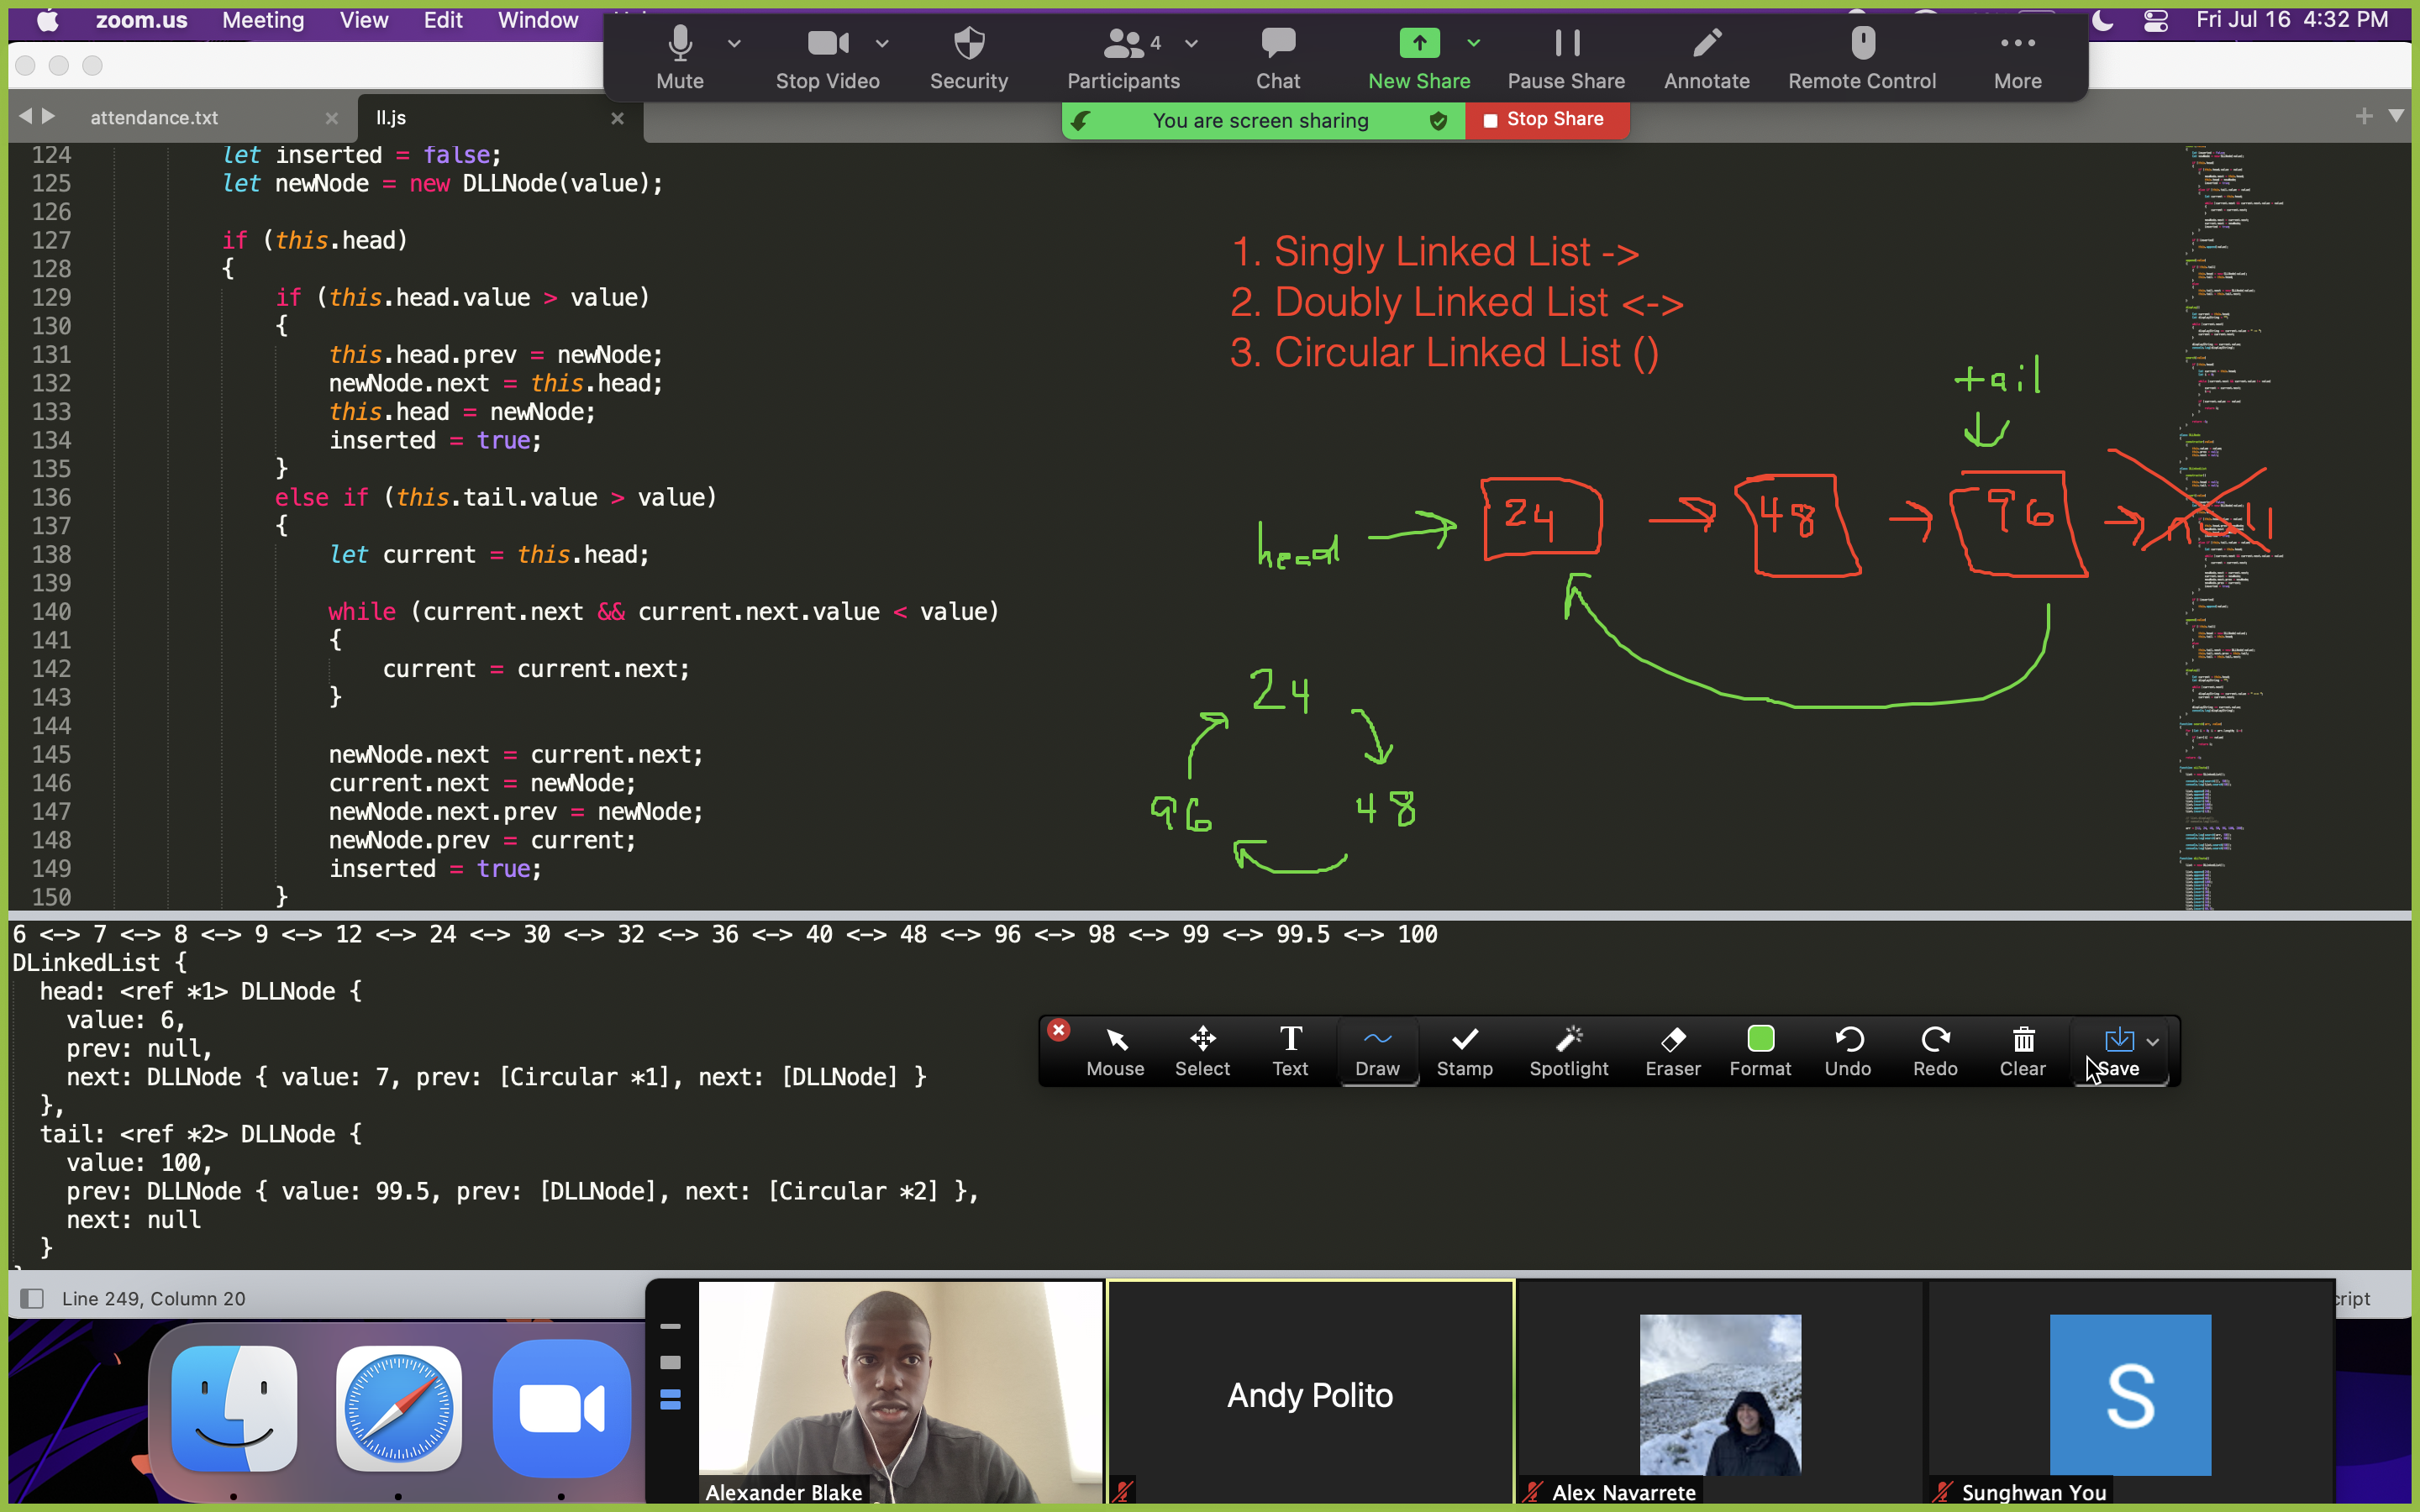 zoom.us Meeting View Edit Window
Fri Jul 16 4:32 PM
Mute Stop Video Security Participants 4 Chat New Share Pause Share Annotate Remote Control More
You are screen sharing Stop Share
attendance.txt ll.js
124 let inserted = false;
125 let newNode = new DLLNode(value);
126
127 if (this.head)
128 {
129 if (this.head.value > value)
130 {
131 this.head.prev = newNode;
132 newNode.next = this.head;
133 this.head = newNode;
134 inserted = true;
135 }
136 else if (this.tail.value > value)
137 {
138 let current = this.head;
139
140 while (current.next && current.next.value < value)
141 {
142 current = current.next;
143 }
144
145 newNode.next = current.next;
146 current.next = newNode;
147 newNode.next.prev = newNode;
148 newNode.prev = current;
149 inserted = true;
150 }
1. Singly Linked List ->
2. Doubly Linked List <->
3. Circular Linked List ()
tail
head 24 48 96 null
24
96 48
6 <-> 7 <-> 8 <-> 9 <-> 12 <-> 24 <-> 30 <-> 32 <-> 36 <-> 40 <-> 48 <-> 96 <-> 98 <-> 99 <-> 99.5 <-> 100
DLinkedList {
head: <ref *1> DLLNode {
value: 6,
prev: null,
next: DLLNode { value: 7, prev: [Circular *1], next: [DLLNode] }
},
tail: <ref *2> DLLNode {
value: 100,
prev: DLLNode { value: 99.5, prev: [DLLNode], next: [Circular *2] },
next: null
}
Mouse Select Text Draw Stamp Spotlight Eraser Format Undo Redo Clear Save
Line 249, Column 20
cript
Andy Polito
S
Alexander Blake
Alex Navarrete
Sunghwan You